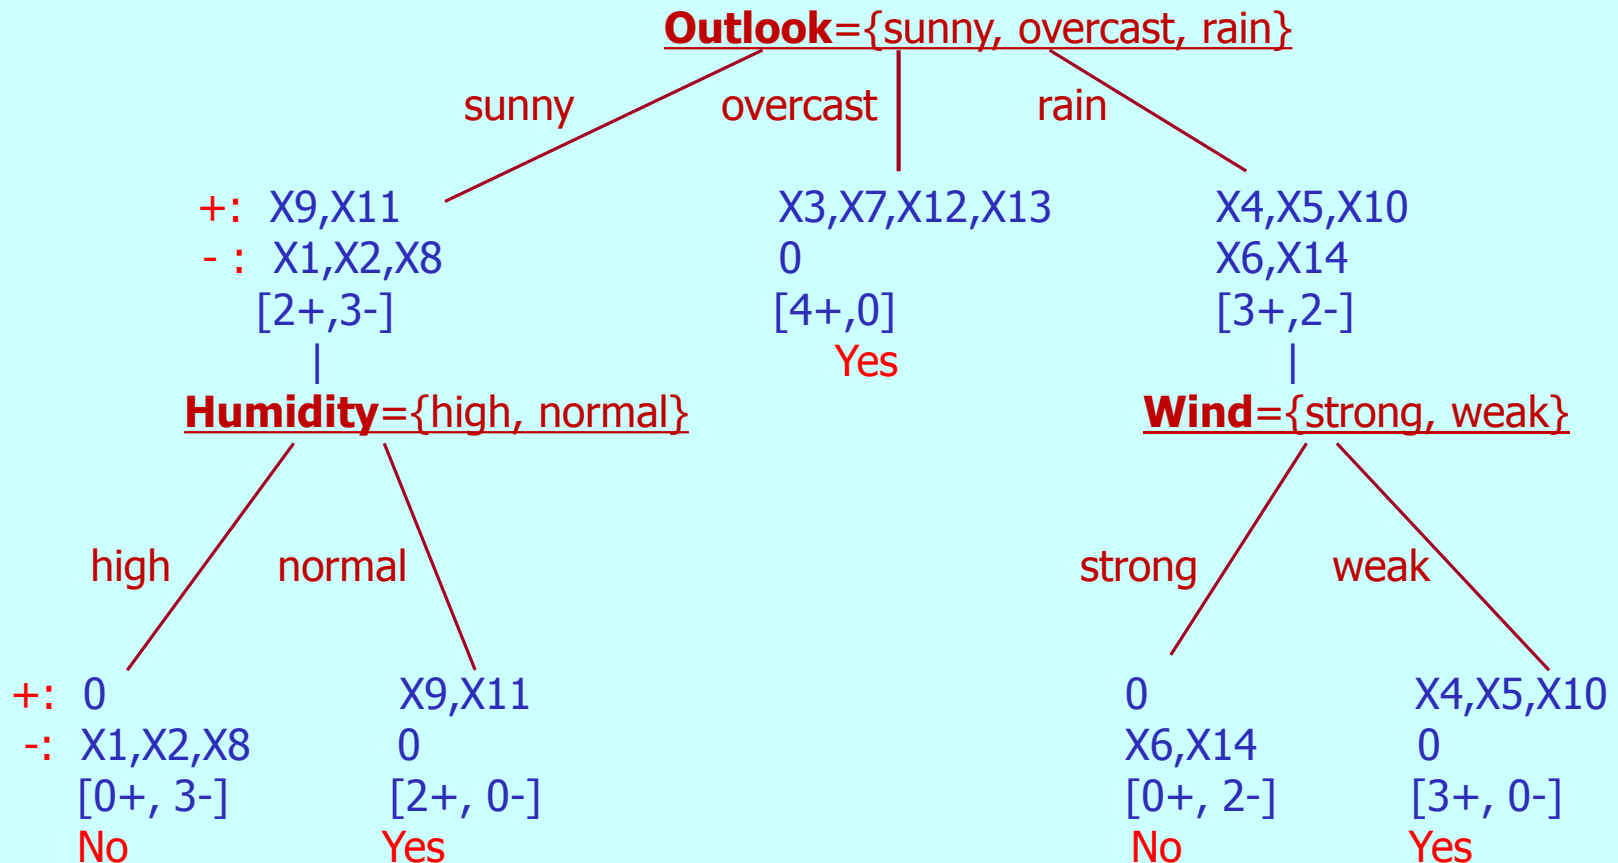 Outlook={sunny, overcast, rain}
sunny overcast rain
+: X9,X11 X3,X7,X12,X13 X4,X5,X10
- : X1,X2,X8 0 X6,X14
[2+,3-] [4+,0] [3+,2-]
| Yes |
Humidity={high, normal} Wind={strong, weak}
high normal strong weak
+: 0 X9,X11 0 X4,X5,X10
-: X1,X2,X8 0 X6,X14 0
[0+, 3-] [2+, 0-] [0+, 2-] [3+, 0-]
No Yes No Yes